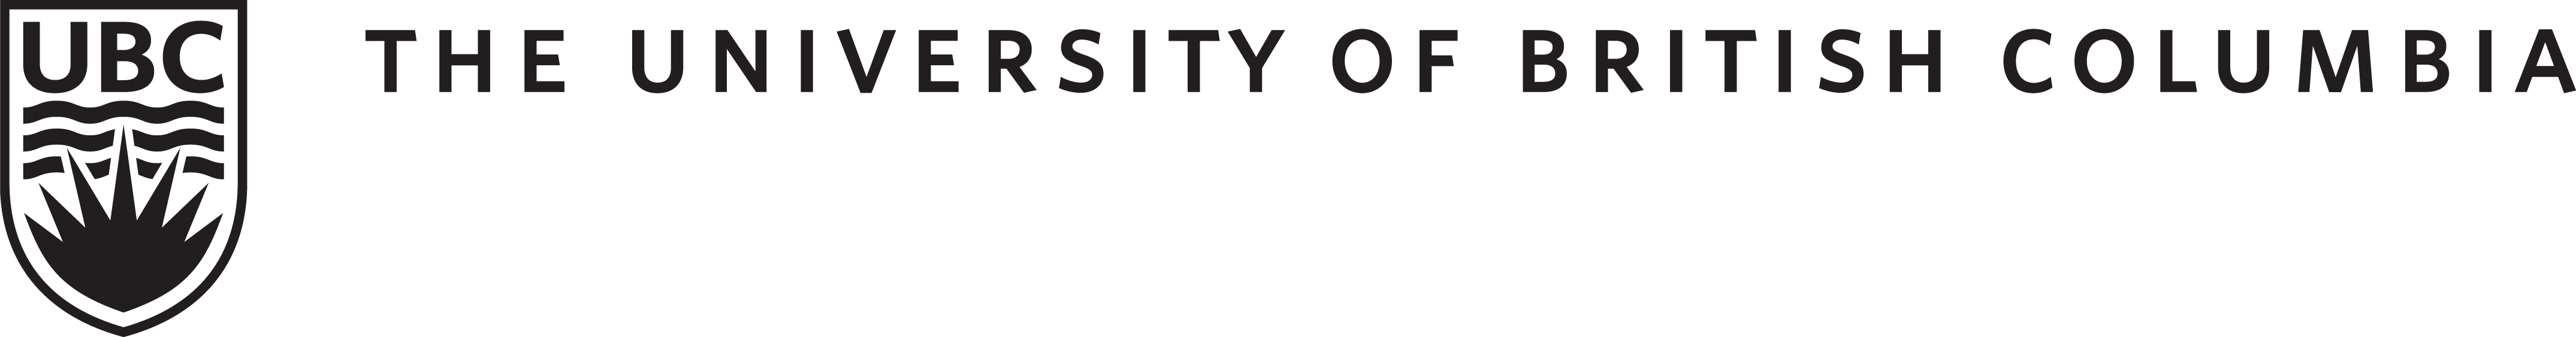 UBC
THE UNIVERSITY OF BRITISH COLUMBIA